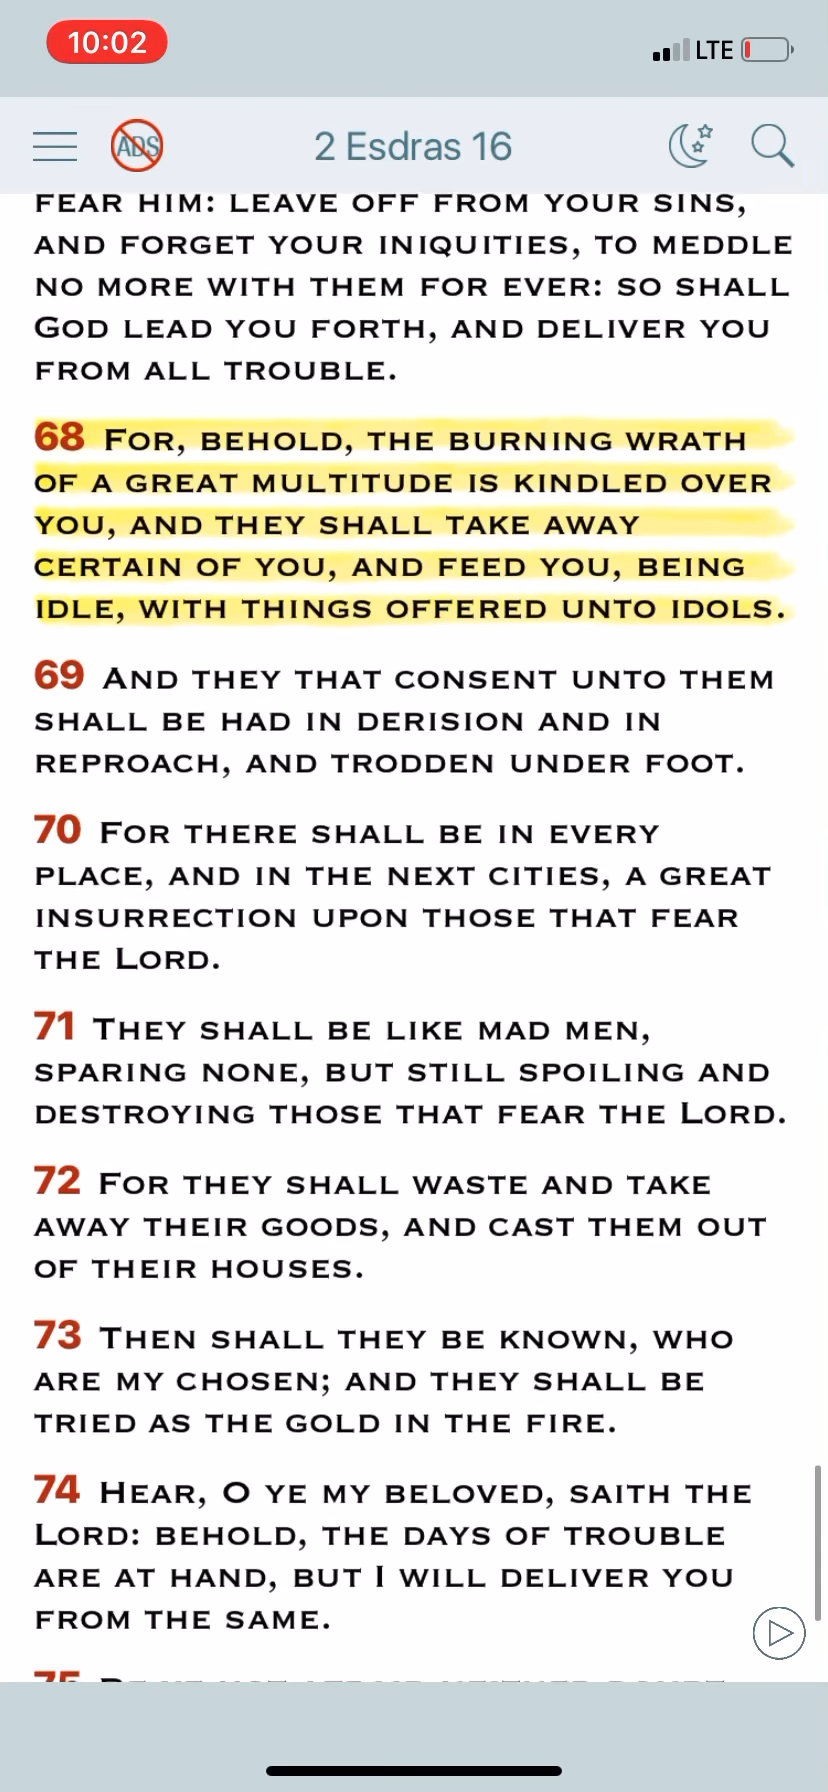 10:02
LTE
ADS
2 Esdras 16
FEAR HIM: LEAVE OFF FROM YOUR SINS,
AND FORGET YOUR INIQUITIES, TO MEDDLE
NO MORE WITH THEM FOR EVER: SO SHALL
GOD LEAD YOU FORTH, AND DELIVER YOU
FROM ALL TROUBLE.
68 FOR, BEHOLD, THE BURNING WRATH
OF A GREAT MULTITUDE IS KINDLED OVER
YOU, AND THEY SHALL TAKE AWAY
CERTAIN OF YOU, AND FEED YOU, BEING
IDLE, WITH THINGS OFFERED UNTO IDOLS.
69 AND THEY THAT CONSENT UNTO THEM
SHALL BE HAD IN DERISION AND IN
REPROACH, AND TRODDEN UNDER FOOT.
70 FOR THERE SHALL BE IN EVERY
PLACE, AND IN THE NEXT CITIES, A GREAT
INSURRECTION UPON THOSE THAT FEAR
THE LORD.
71 THEY SHALL BE LIKE MAD MEN,
SPARING NONE, BUT STILL SPOILING AND
DESTROYING THOSE THAT FEAR THE LORD.
72 FOR THEY SHALL WASTE AND TAKE
AWAY THEIR GOODS, AND CAST THEM OUT
OF THEIR HOUSES.
73 THEN SHALL THEY BE KNOWN, WHO
ARE MY CHOSEN; AND THEY SHALL BE
TRIED AS THE GOLD IN THE FIRE.
74 HEAR, O YE MY BELOVED, SAITH THE
LORD: BEHOLD, THE DAYS OF TROUBLE
ARE AT HAND, BUT I WILL DELIVER YOU
FROM THE SAME.
75